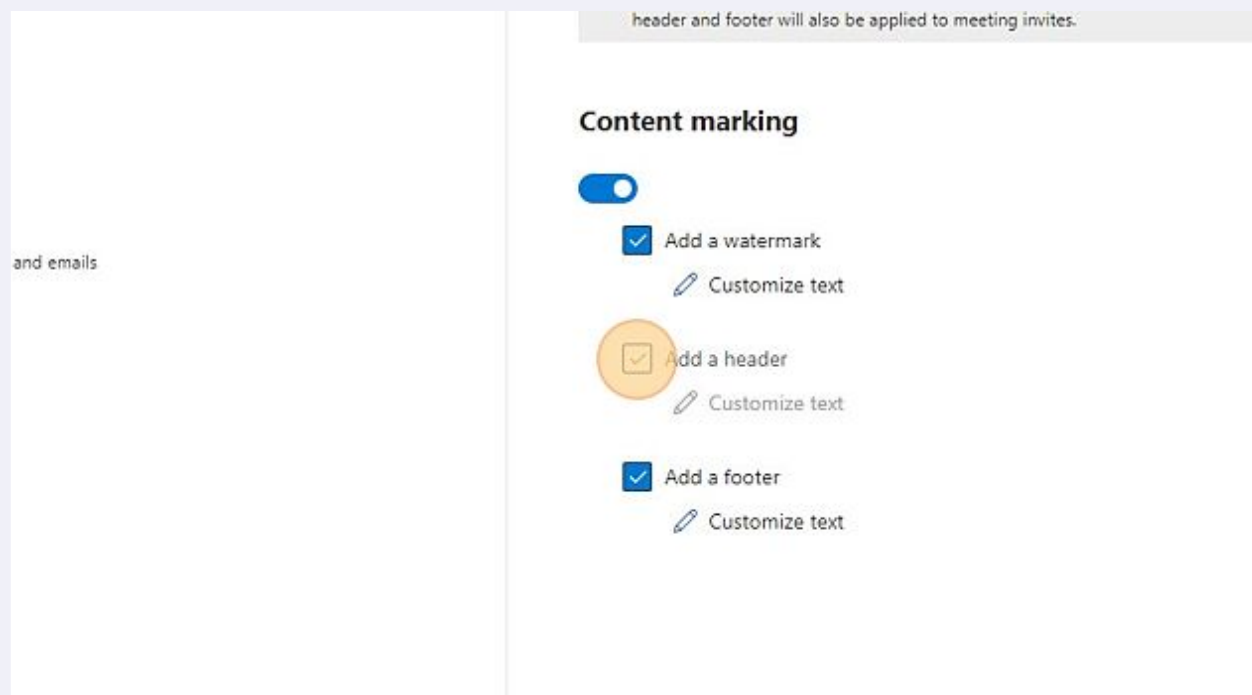 header and footer will also be applied to meeting invites.
Content marking
Add a watermark
and emails
Customize text
Add a header
Customize text
Add a footer
Customize text